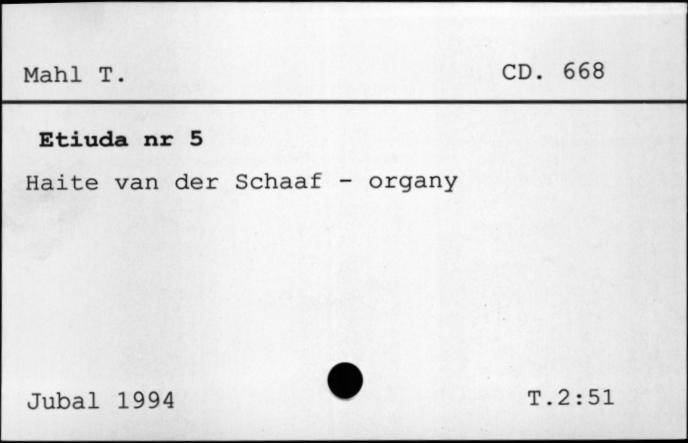 Mahl T. CD. 668
Etiuda nr 5
Haite van der Schaaf - organy
Jubal 1994 T.2:51